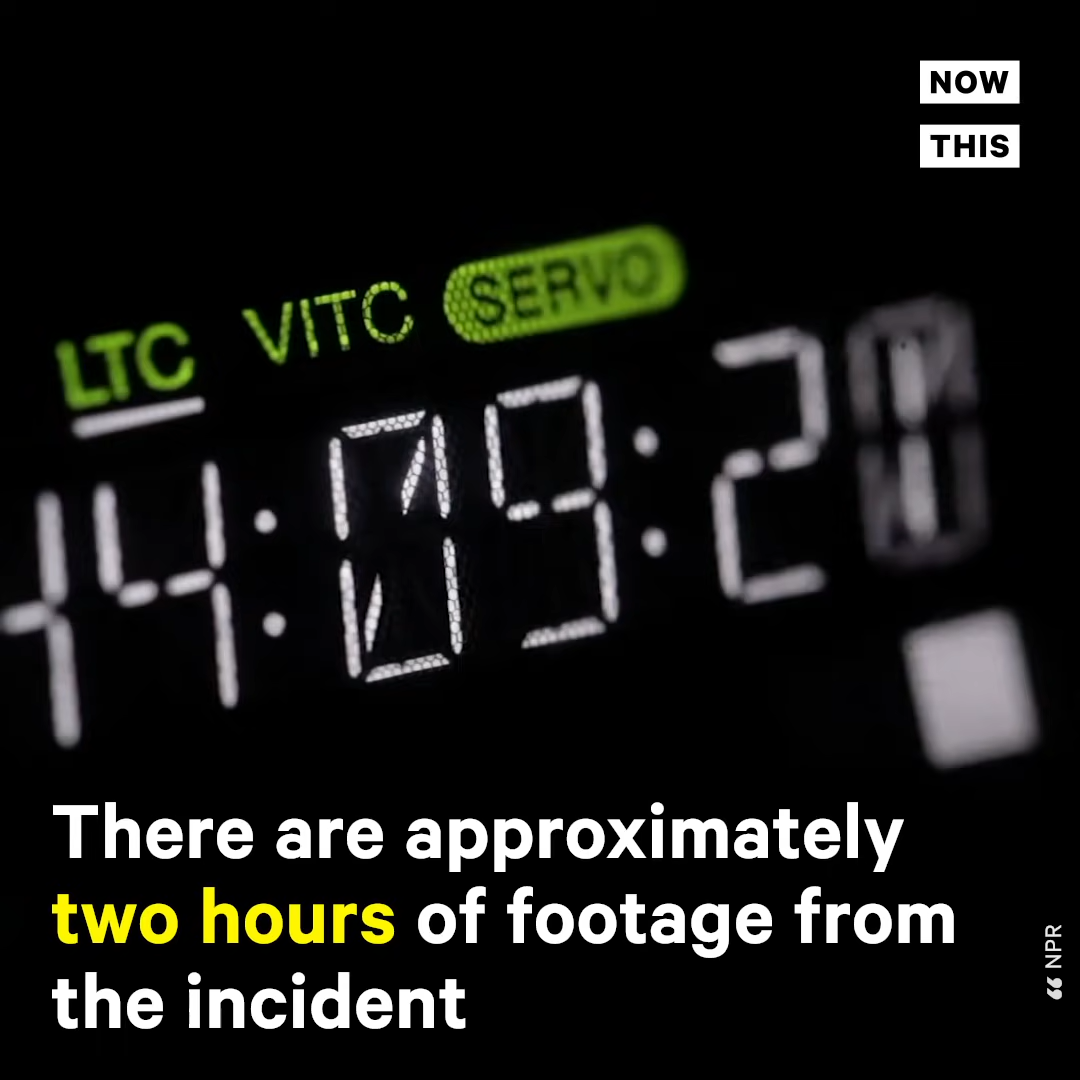 NOW
THIS
LTC VITC SERVO
14:09:2
There are approximately
two hours of footage from
the incident
“ NPR